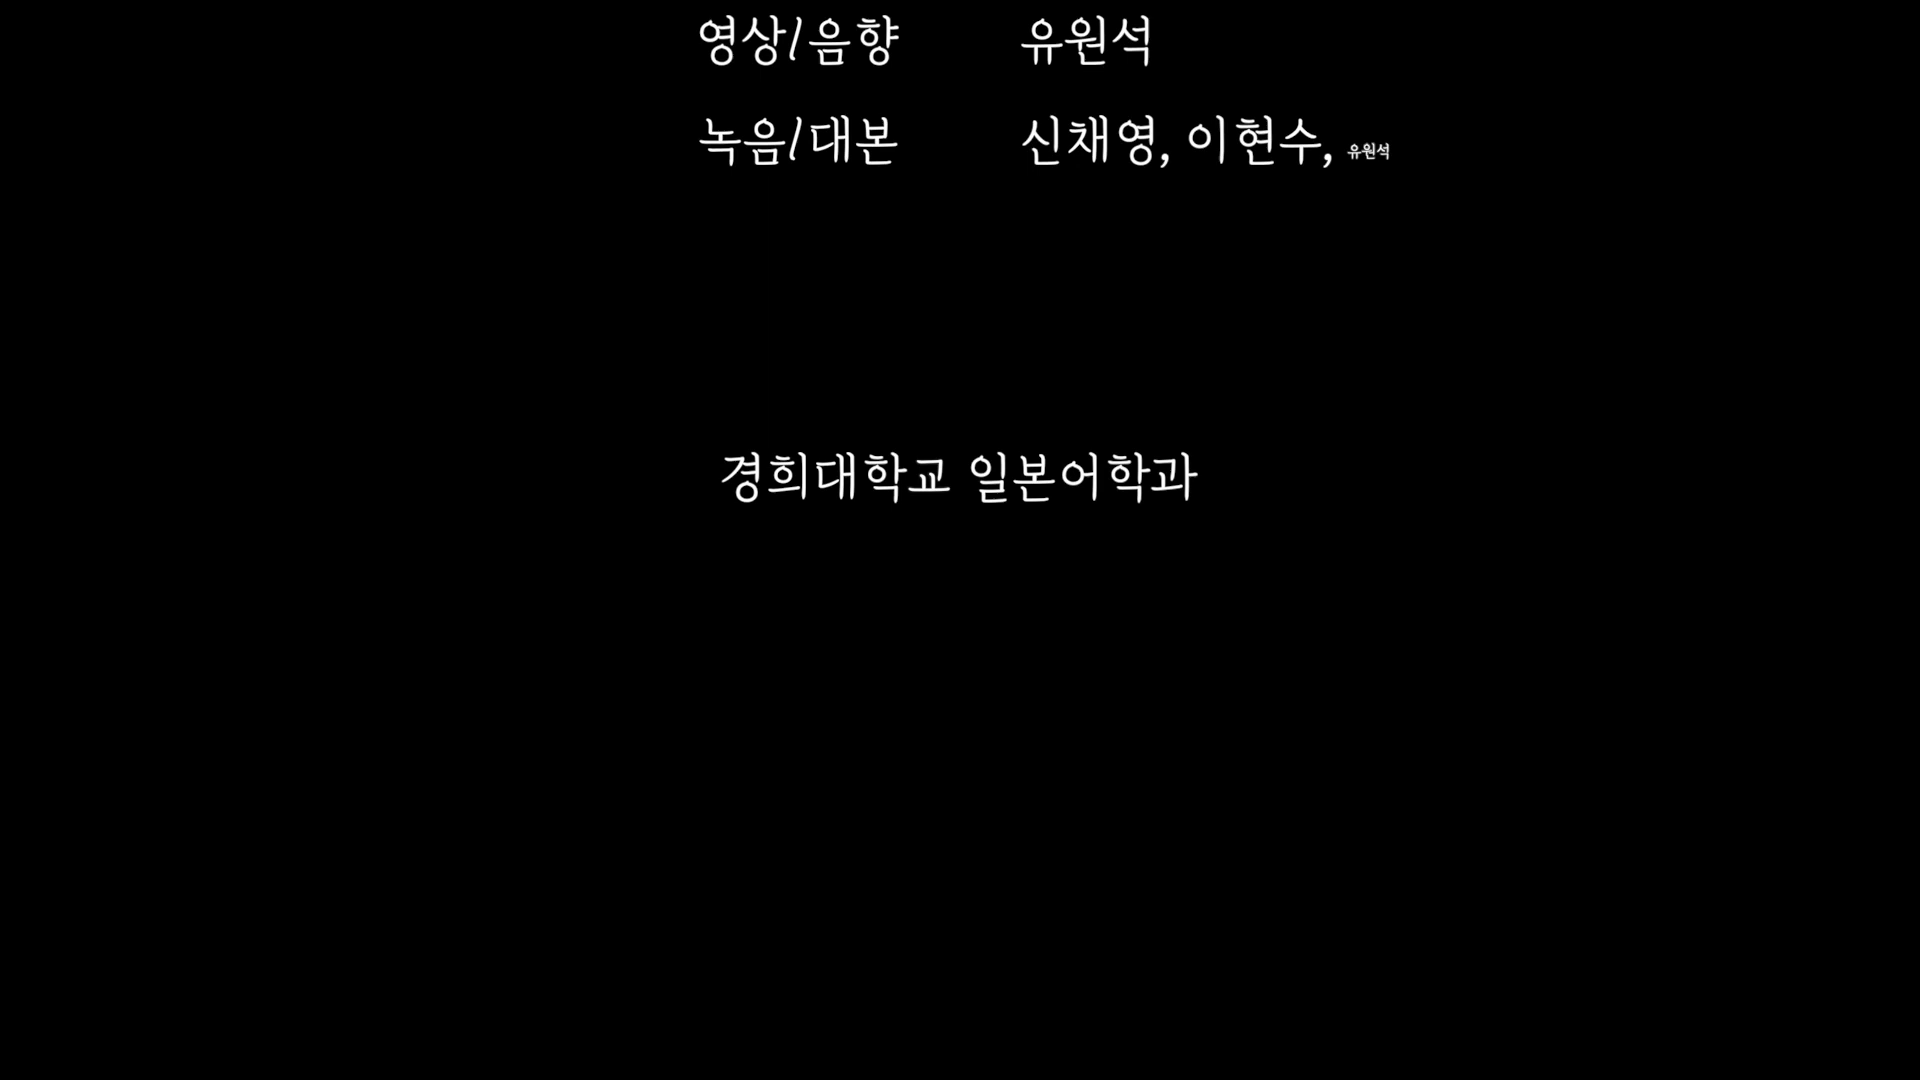 영상/음향 유원석
녹음/대본 신채영, 이현수, 유원석
경희대학교 일본어학과